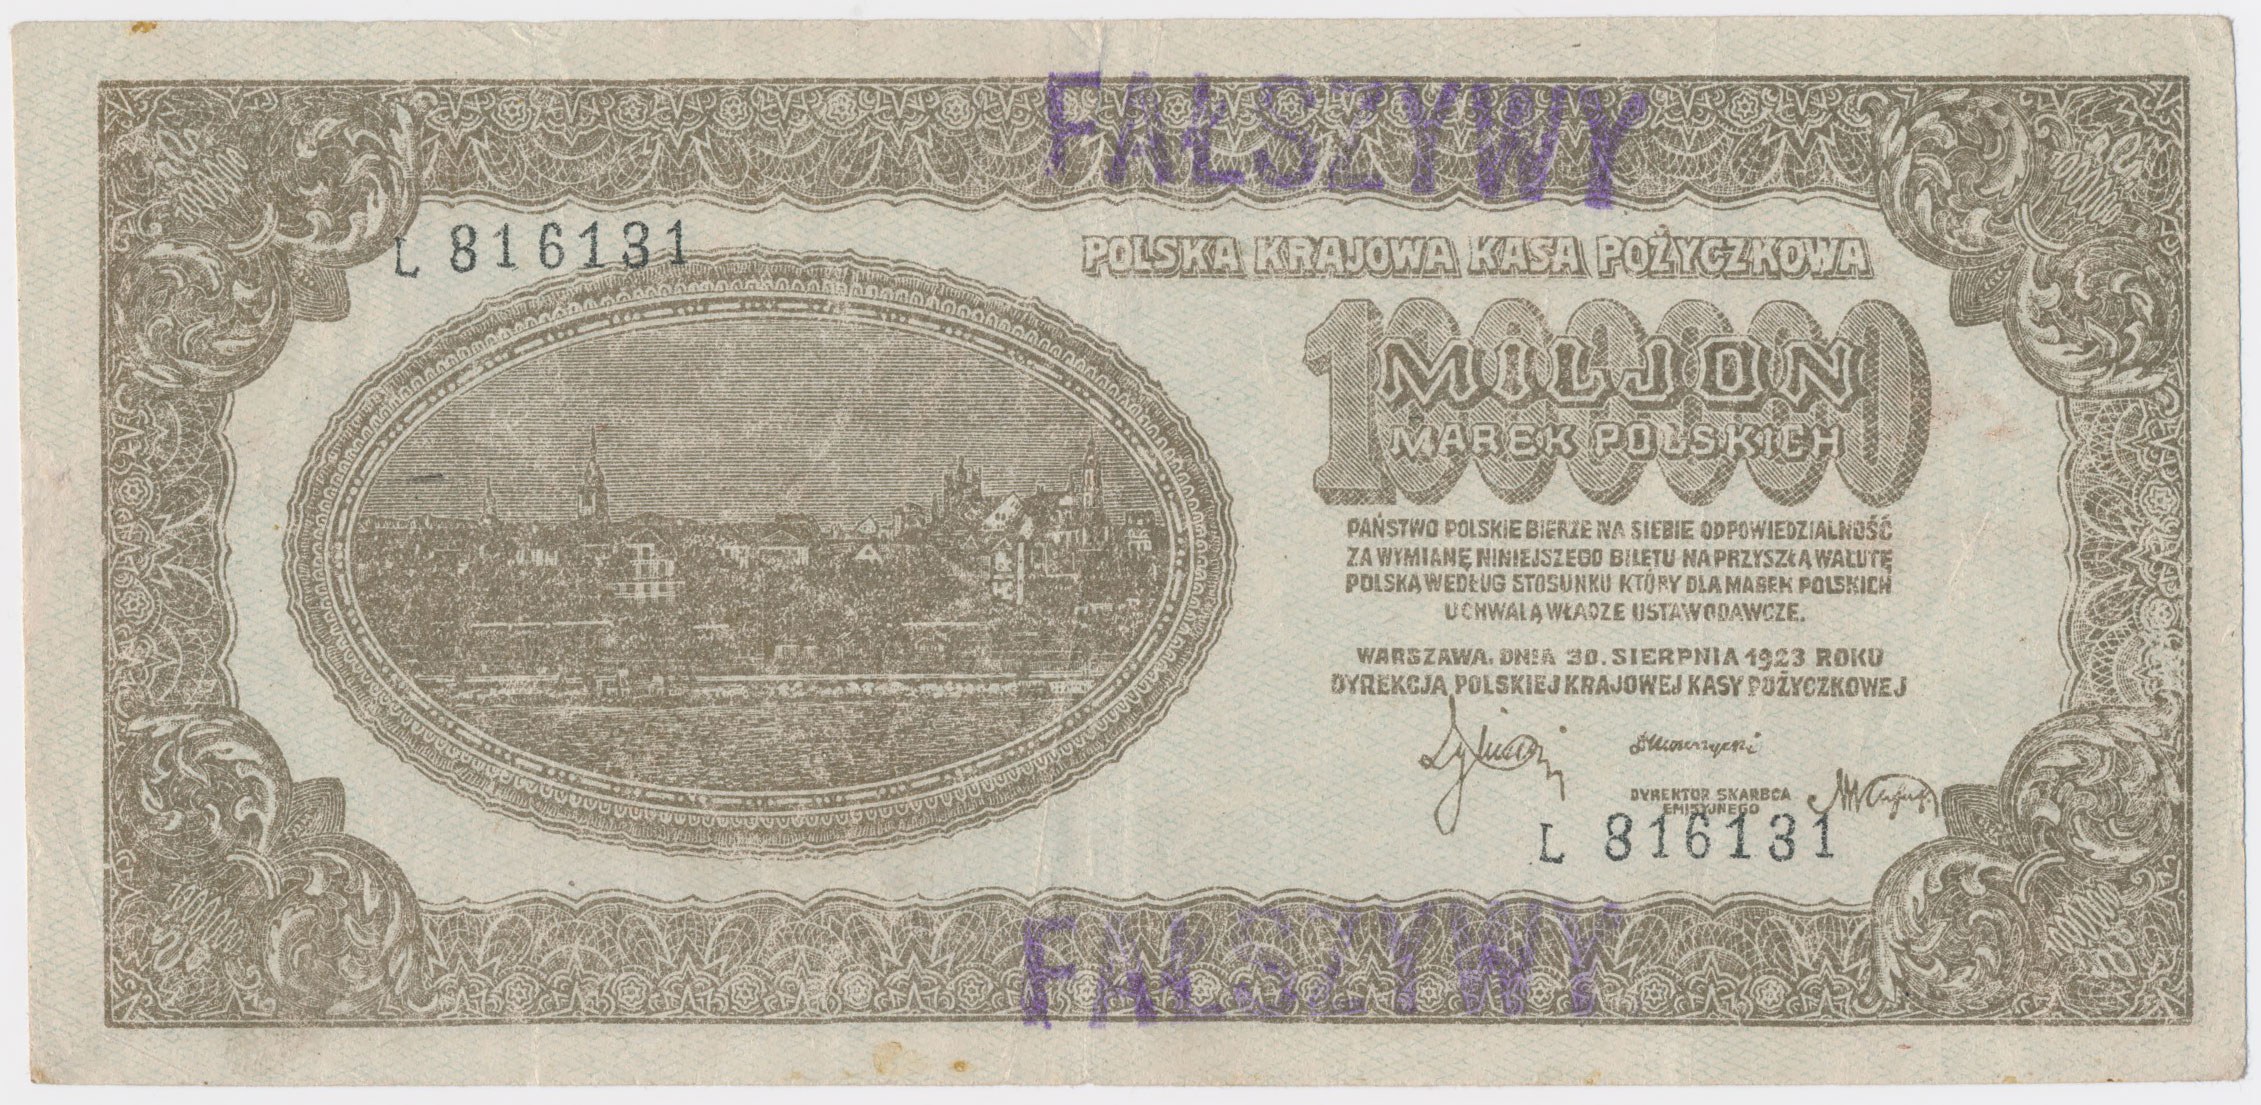 FAŁSZYWY
L 816131
POLSKA KRAJOWA KASA POŻYCZKOWA
1000000
MILJON
MAREK POLSKICH
PAŃSTWO POLSKIE BIERZE NA SIEBIE ODPOWIEDZIALNOŚĆ
ZA WYMIANĘ NINIEJSZEGO BILETU NA PRZYSZŁĄ WALUTĘ
POLSKĄ WEDŁUG STOSUNKU KTÓRY DLA MAREK POLSKICH
UCHWALĄ WŁADZE USTAWODAWCZE.
WARSZAWA. DNIA 30. SIERPNIA 1923 ROKU
DYREKCJA POLSKIEJ KRAJOWEJ KASY POŻYCZKOWEJ
DYREKTOR SKARBCA
EMISYJNEGO
L 816131
FAŁSZYWY